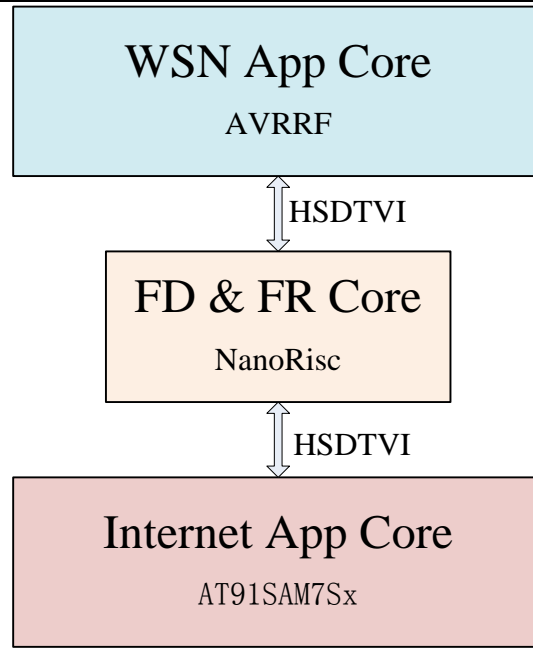 WSN App Core
AVRRF
HSDTVI
FD & FR Core
NanoRisc
HSDTVI
Internet App Core
AT91SAM7Sx